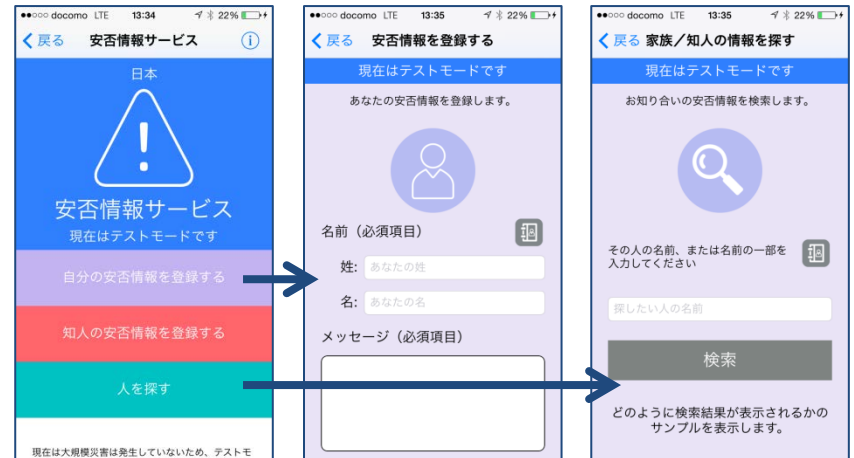 docomo LTE 13:34 22%
戻る 安否情報サービス
日本
安否情報サービス
現在はテストモードです
自分の安否情報を登録する
知人の安否情報を登録する
人を探す
現在は大規模災害は発生していないため、テストモ
docomo LTE 13:35 22%
戻る 安否情報を登録する
現在はテストモードです
あなたの安否情報を登録します。
名前（必須項目）
姓: あなたの姓
名: あなたの名
メッセージ（必須項目）
docomo LTE 13:35 22%
戻る 家族／知人の情報を探す
現在はテストモードです
お知り合いの安否情報を検索します。
その人の名前、または名前の一部を
入力してください
探したい人の名前
検索
どのように検索結果が表示されるかの
サンプルを表示します。